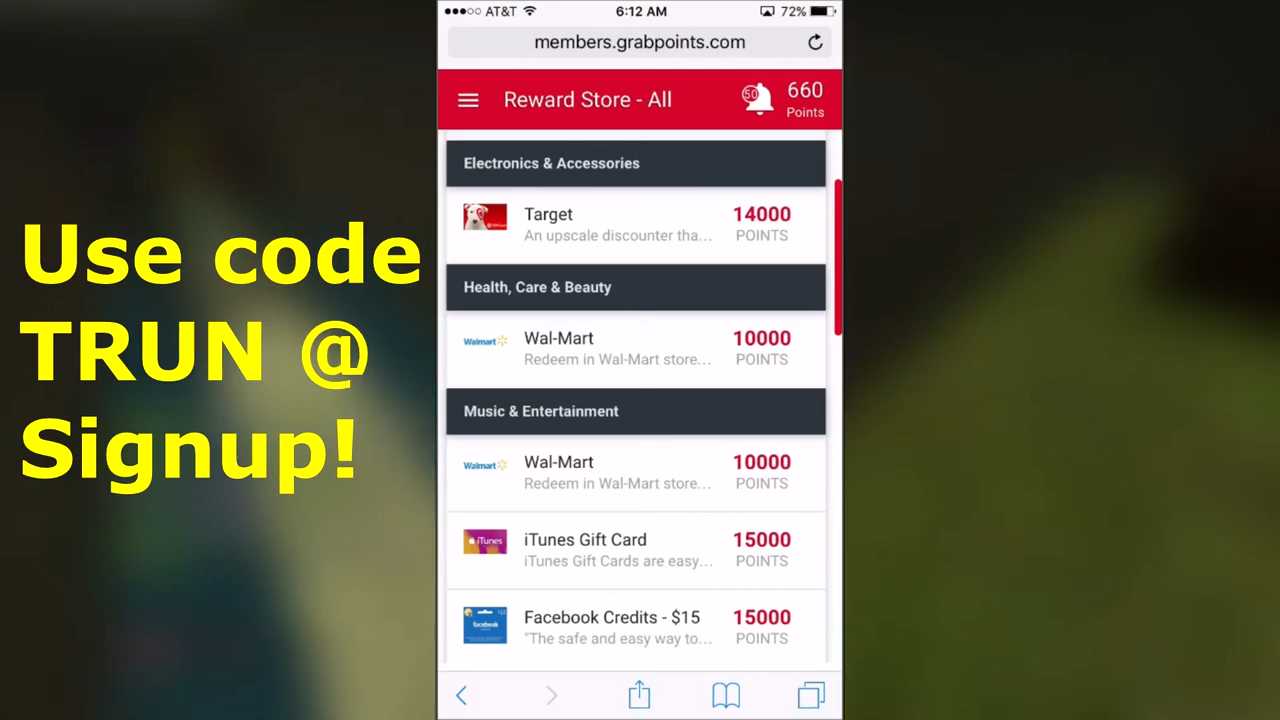 Use code
TRUN @
Signup!
AT&T 6:12 AM 72%
members.grabpoints.com
Reward Store - All
50
660
Points
Electronics & Accessories
Target 14000
An upscale discounter tha... POINTS
Health, Care & Beauty
Walmart
Wal-Mart 10000
Redeem in Wal-Mart store... POINTS
Music & Entertainment
Walmart
Wal-Mart 10000
Redeem in Wal-Mart store... POINTS
iTunes
iTunes Gift Card 15000
iTunes Gift Cards are easy... POINTS
facebook
Facebook Credits - $15 15000
"The safe and easy way to... POINTS